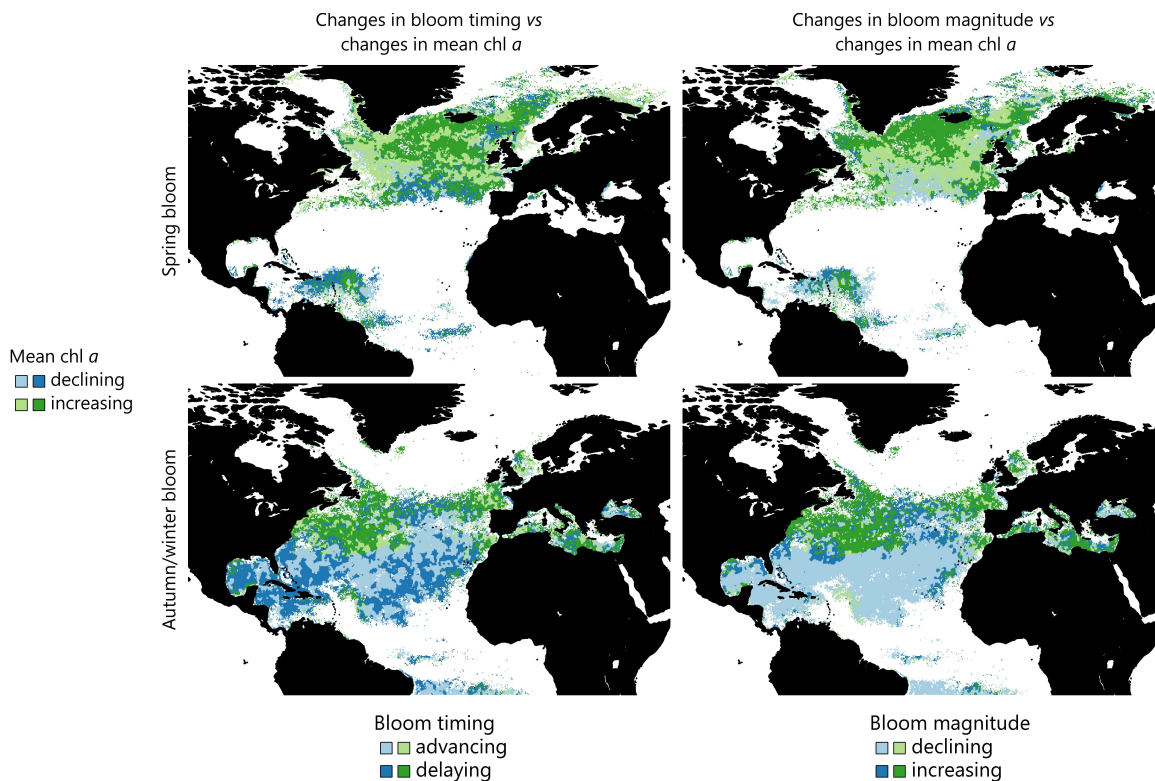 Changes in bloom timing vs
changes in mean chl a
Changes in bloom magnitude vs
changes in mean chl a
Spring bloom
Mean chl a
declining
increasing
Autumn/winter bloom
Bloom timing
advancing
delaying
Bloom magnitude
declining
increasing